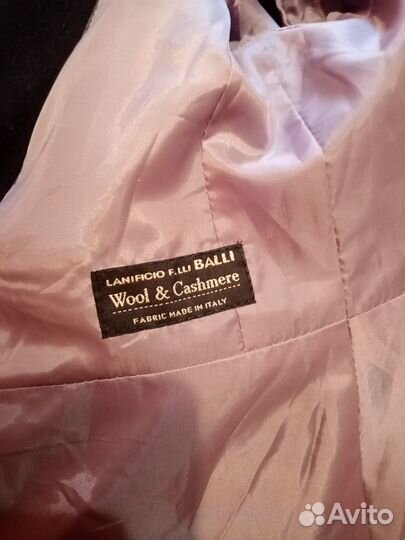 LANIFICIO F.LLI BALLI
Wool & Cashmere
FABRIC MADE IN ITALY
Avito